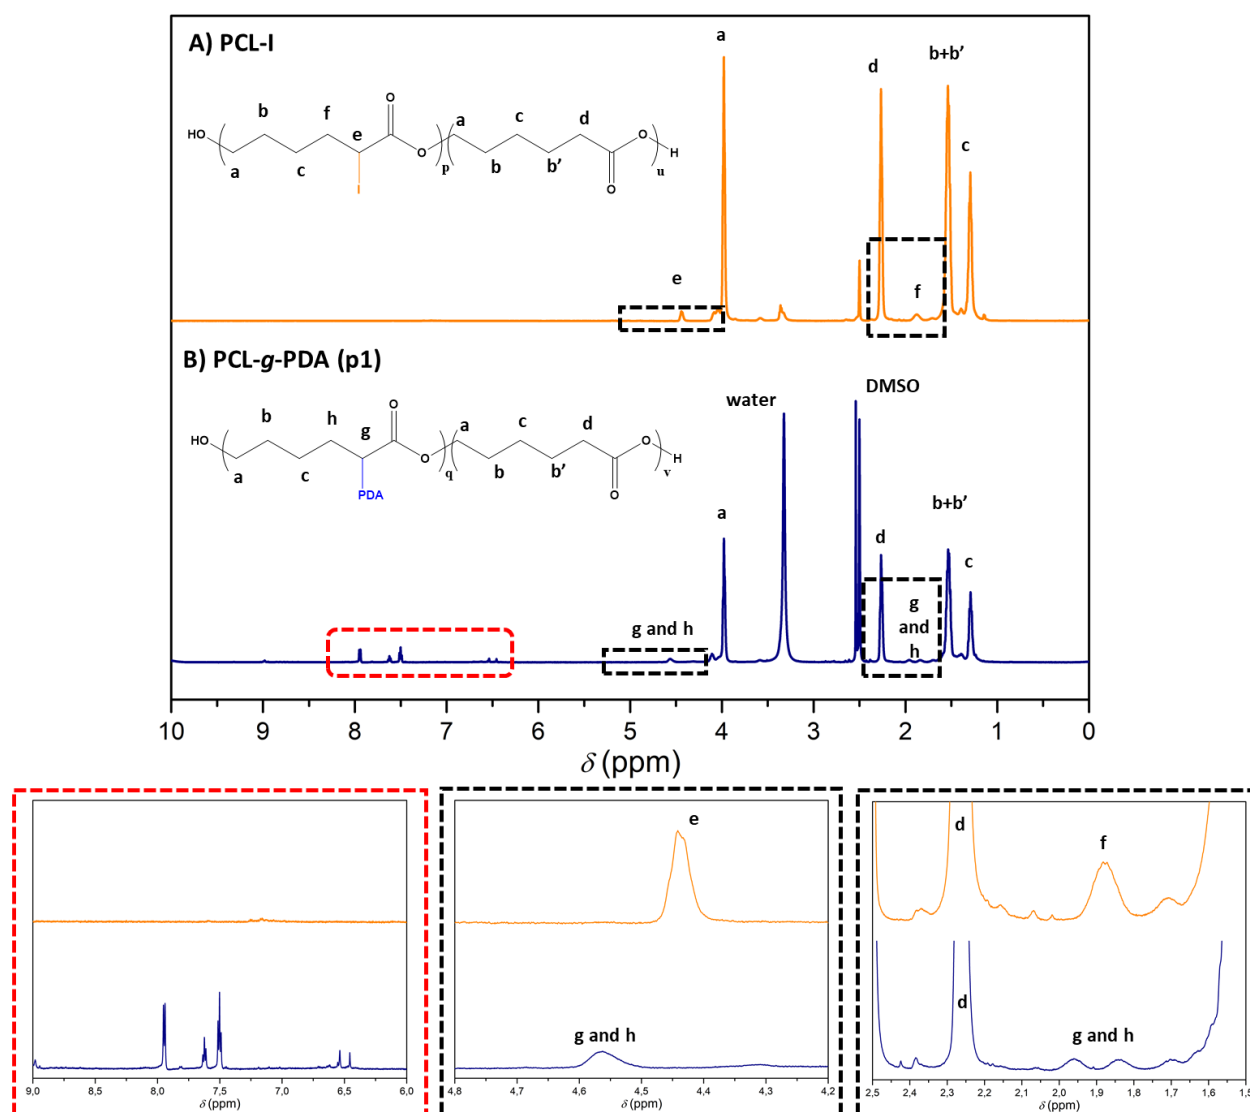 A) PCL-I
a
d
b+b’
c
e
f
HO
b
f
e
O
a
c
I
O
p
a
c
d
b
b’
O
O
H
u
B) PCL-g-PDA (p1)
water
DMSO
a
d
b+b’
c
g and h
g
and
h
HO
b
h
g
O
a
c
PDA
O
q
a
c
d
b
b’
O
O
H
v
10 9 8 7 6 5 4 3 2 1 0
δ (ppm)
9,0 8,5 8,0 7,5 7,0 6,5 6,0
δ (ppm)
e
g and h
4,8 4,7 4,6 4,5 4,4 4,3 4,2
δ (ppm)
d
f
d
g and h
2,5 2,4 2,3 2,2 2,1 2,0 1,9 1,8 1,7 1,6 1,5
δ (ppm)